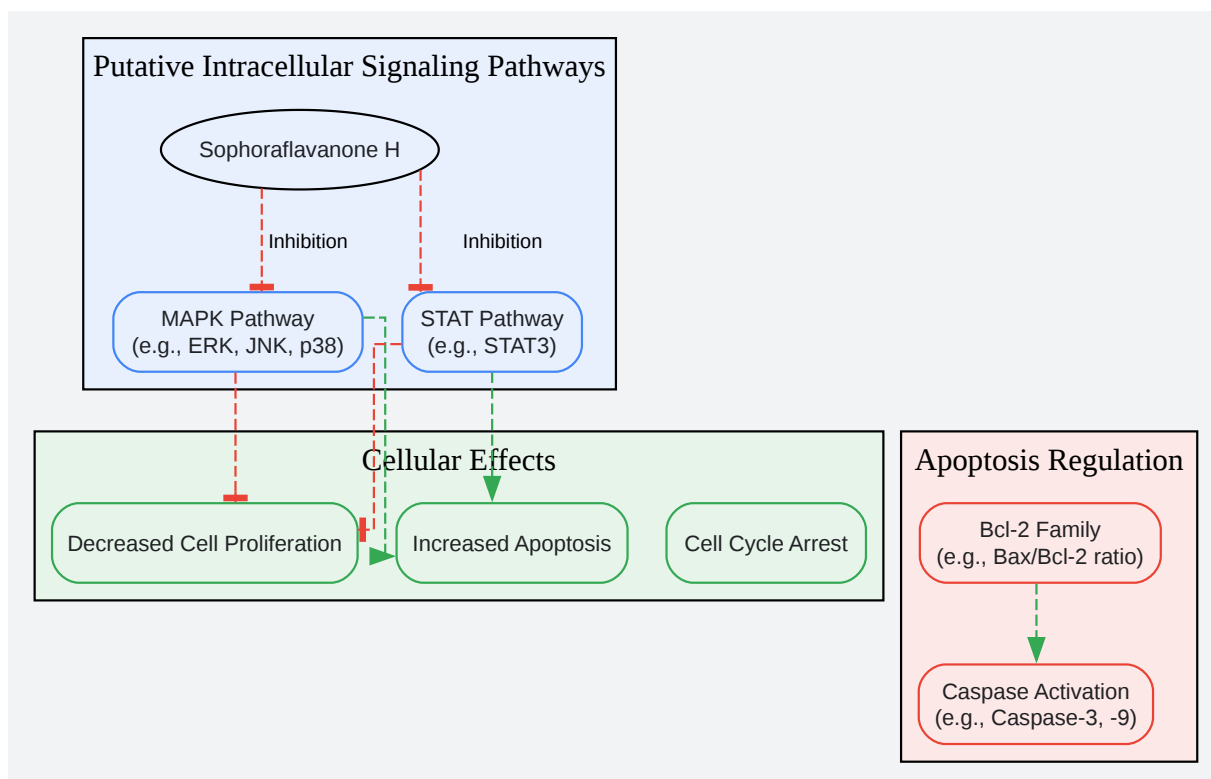 Putative Intracellular Signaling Pathways
Sophoraflavanone H
Inhibition
Inhibition
MAPK Pathway
(e.g., ERK, JNK, p38)
STAT Pathway
(e.g., STAT3)
Cellular Effects
Decreased Cell Proliferation
Increased Apoptosis
Cell Cycle Arrest
Apoptosis Regulation
Bcl-2 Family
(e.g., Bax/Bcl-2 ratio)
Caspase Activation
(e.g., Caspase-3, -9)